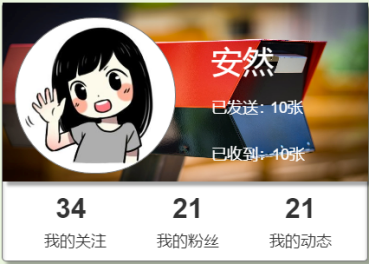 安然
已发送：10张
已收到：10张
34 21 21
我的关注 我的粉丝 我的动态